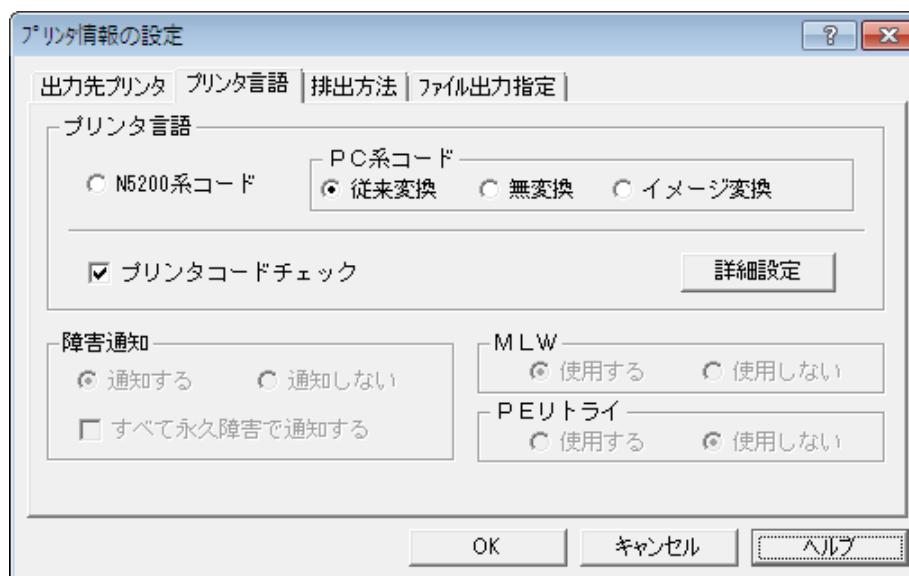 プリンタ情報の設定
出力先プリンタ プリンタ言語 排出方法 ファイル出力指定
プリンタ言語
PC系コード
N5200系コード 従来変換 無変換 イメージ変換
プリンタコードチェック 詳細設定
障害通知 MLW
通知する 通知しない 使用する 使用しない
PEリトライ
すべて永久障害で通知する 使用する 使用しない
OK キャンセル ヘルプ